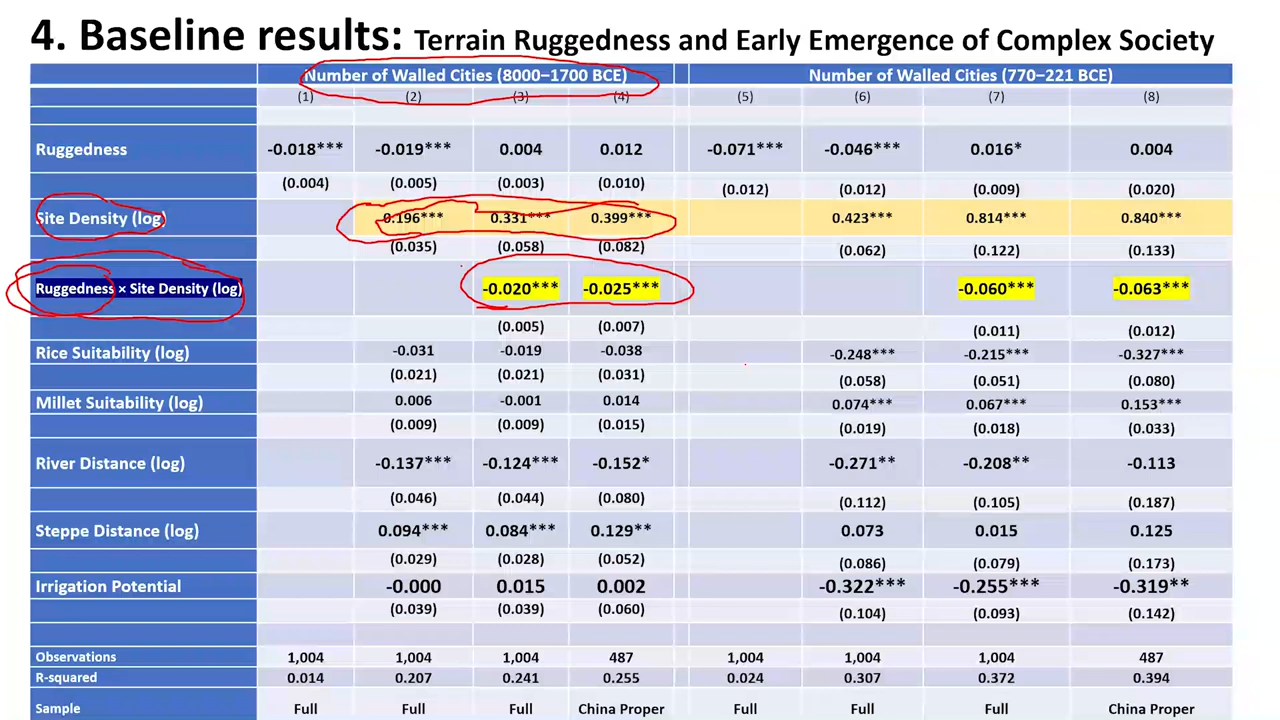 4. Baseline results: Terrain Ruggedness and Early Emergence of Complex Society
Number of Walled Cities (8000–1700 BCE) Number of Walled Cities (770–221 BCE)
(1) (2) (3) (4) (5) (6) (7) (8)
Ruggedness -0.018*** -0.019*** 0.004 0.012 -0.071*** -0.046*** 0.016* 0.004
(0.004) (0.005) (0.003) (0.010) (0.012) (0.012) (0.009) (0.020)
Site Density (log) 0.196*** 0.331*** 0.399*** 0.423*** 0.814*** 0.840***
(0.035) (0.058) (0.082) (0.062) (0.122) (0.133)
Ruggedness × Site Density (log) -0.020*** -0.025*** -0.060*** -0.063***
(0.005) (0.007) (0.011) (0.012)
Rice Suitability (log) -0.031 -0.019 -0.038 -0.248*** -0.215*** -0.327***
(0.021) (0.021) (0.031) (0.058) (0.051) (0.080)
Millet Suitability (log) 0.006 -0.001 0.014 0.074*** 0.067*** 0.153***
(0.009) (0.009) (0.015) (0.019) (0.018) (0.033)
River Distance (log) -0.137*** -0.124*** -0.152* -0.271** -0.208** -0.113
(0.046) (0.044) (0.080) (0.112) (0.105) (0.187)
Steppe Distance (log) 0.094*** 0.084*** 0.129** 0.073 0.015 0.125
(0.029) (0.028) (0.052) (0.086) (0.079) (0.173)
Irrigation Potential -0.000 0.015 0.002 -0.322*** -0.255*** -0.319**
(0.039) (0.039) (0.060) (0.104) (0.093) (0.142)
Observations 1,004 1,004 1,004 487 1,004 1,004 1,004 487
R-squared 0.014 0.207 0.241 0.255 0.024 0.307 0.372 0.394
Sample Full Full Full China Proper Full Full Full China Proper